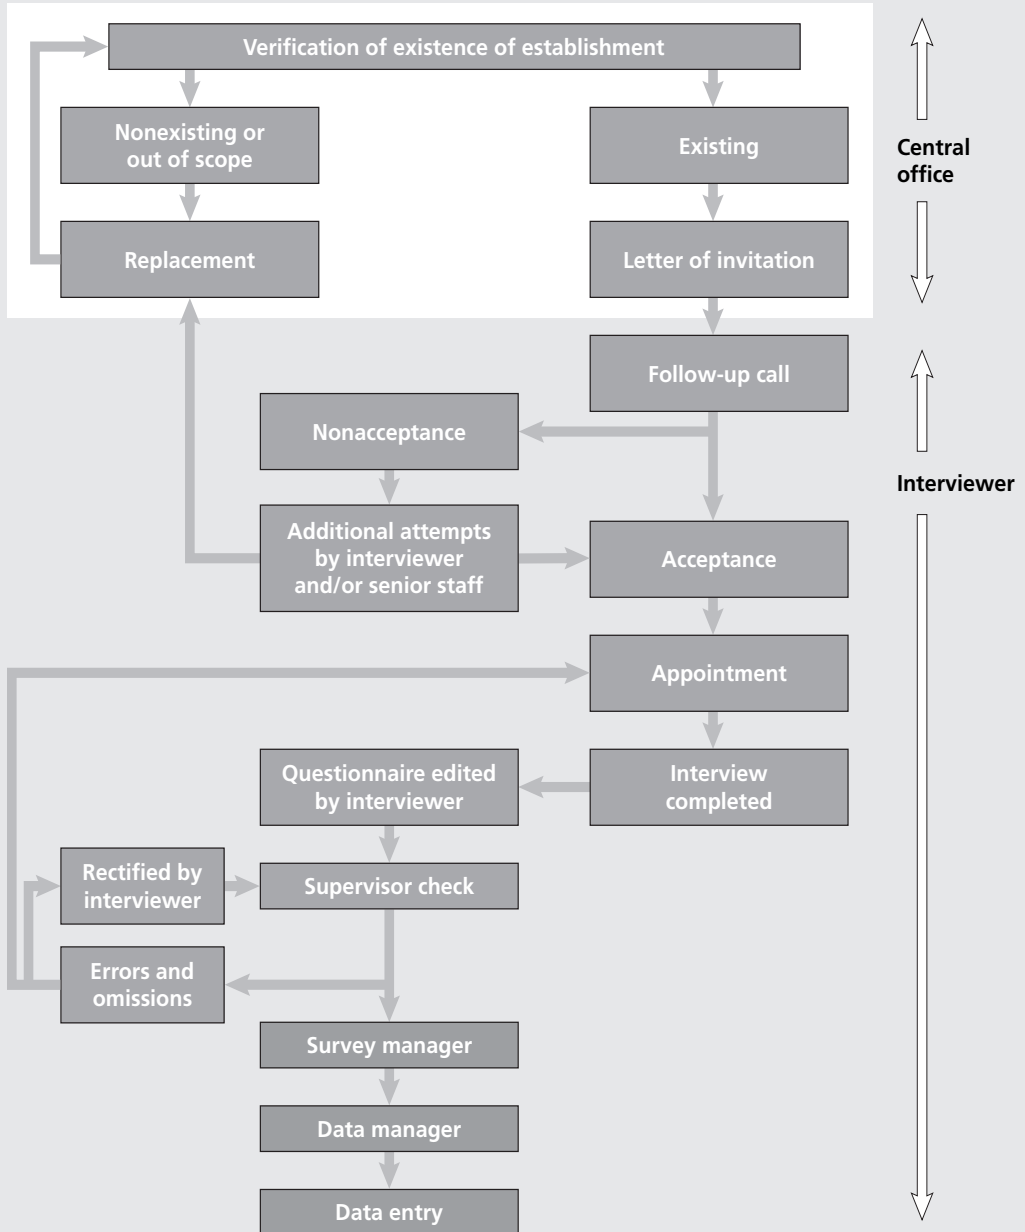 Verification of existence of establishment
Nonexisting or
out of scope
Existing
Central
office
Replacement
Letter of invitation
Follow-up call
Nonacceptance
Interviewer
Additional attempts
by interviewer
and/or senior staff
Acceptance
Appointment
Questionnaire edited
by interviewer
Interview
completed
Rectified by
interviewer
Supervisor check
Errors and
omissions
Survey manager
Data manager
Data entry